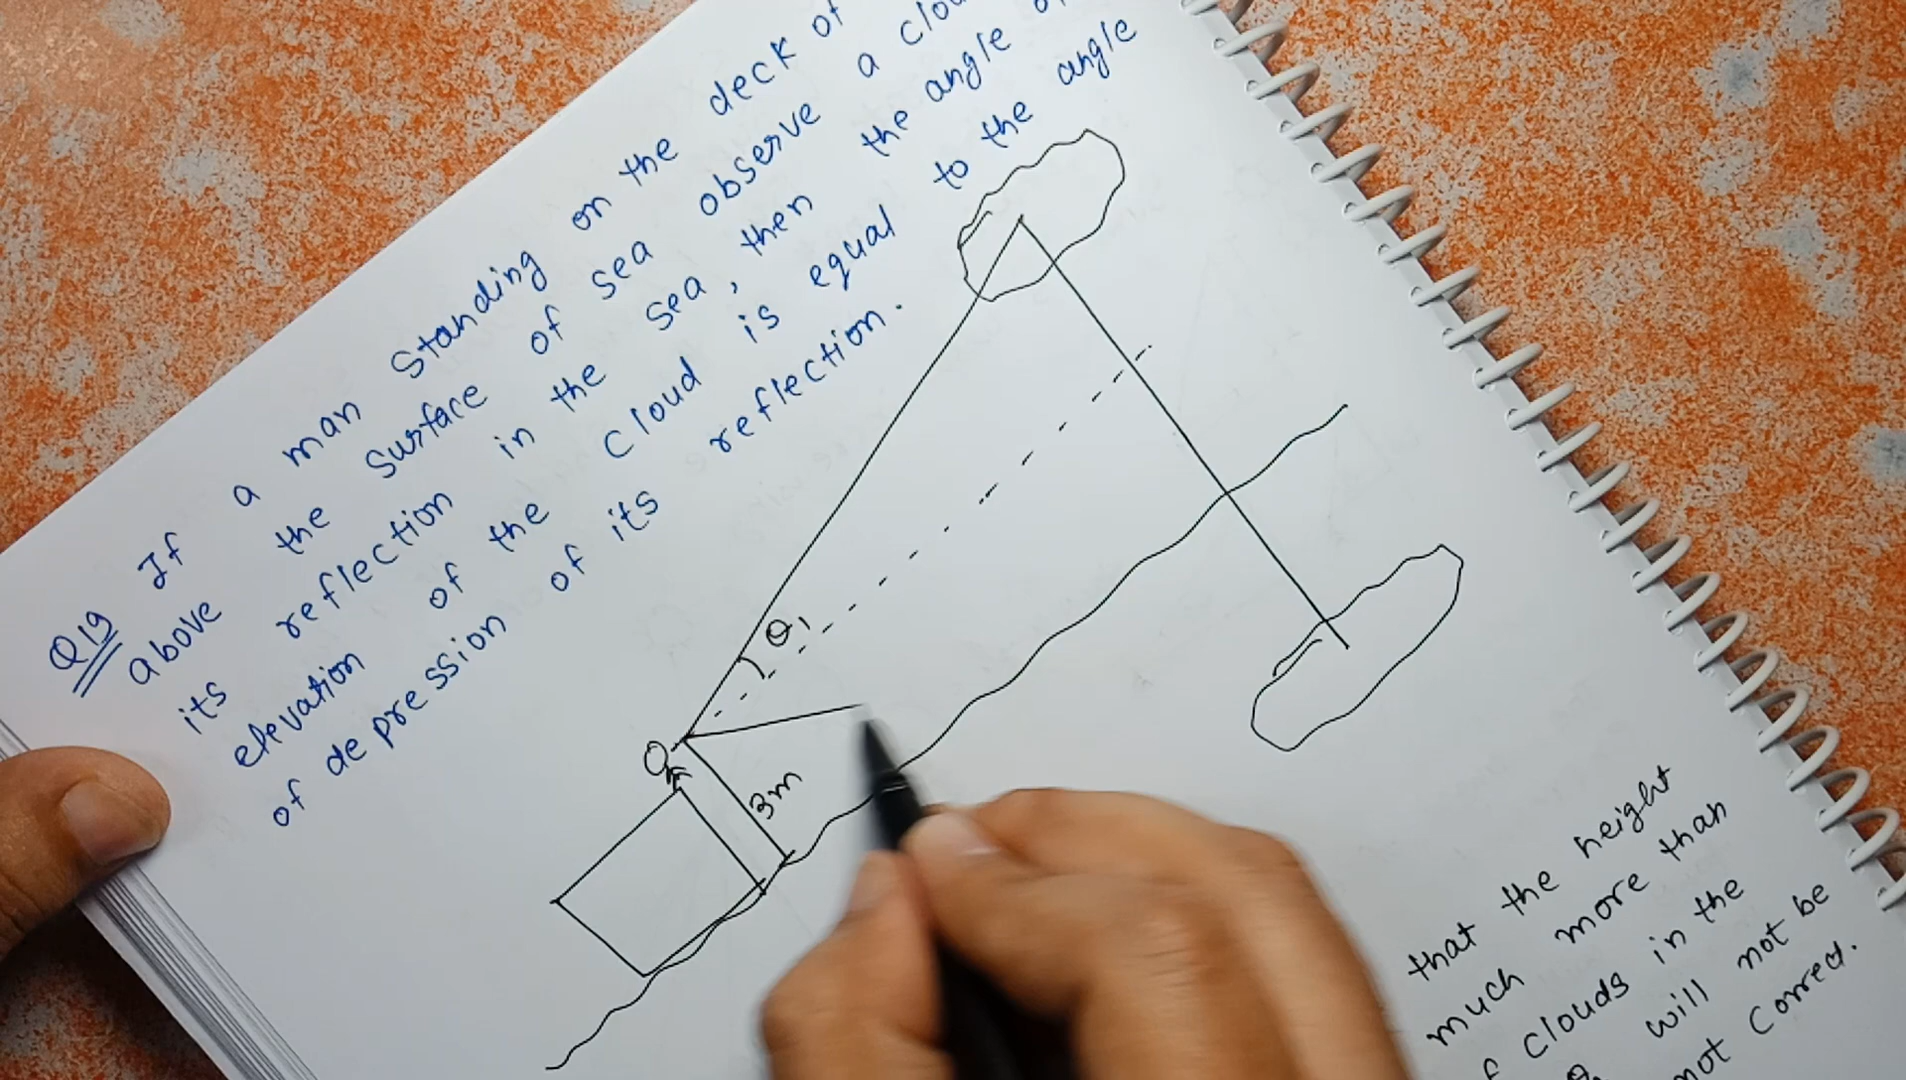 Q19 If a man standing on the deck of
above the surface of sea observe a
its reflection in the sea, then the angle
elevation of the cloud is equal to the angle
of depression of its reflection.
θ1
3m
that the height
much more than
clouds in the
will not be
not correct.